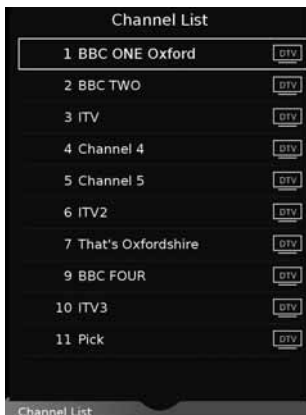 Channel List
1 BBC ONE Oxford DTV
2 BBC TWO DTV
3 ITV DTV
4 Channel 4 DTV
5 Channel 5 DTV
6 ITV2 DTV
7 That's Oxfordshire DTV
9 BBC FOUR DTV
10 ITV3 DTV
11 Pick DTV
Channel List